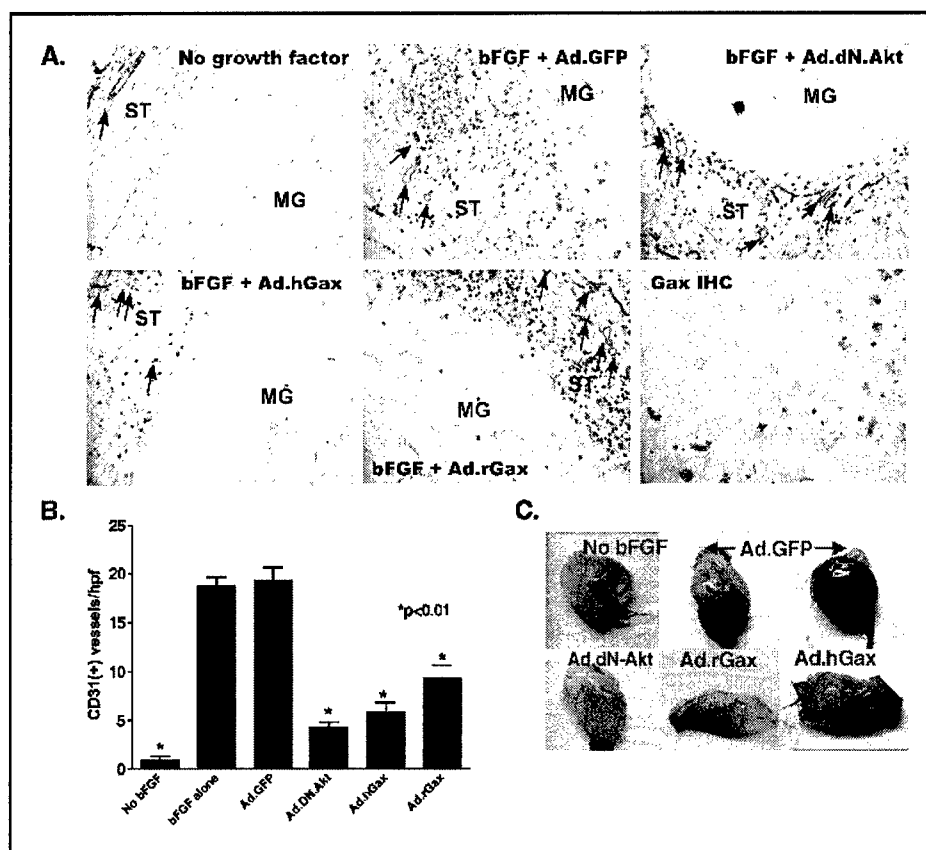 A.
No growth factor
ST
MG
bFGF + Ad.GFP
MG
ST
bFGF + Ad.dN.Akt
MG
ST
bFGF + Ad.hGax
ST
MG
MG
ST
bFGF + Ad.rGax
Gax IHC
B.
CD31(+) vessels/hpf
25
20
15
10
5
0
*p<0.01
*
*
*
*
No bFGF
bFGF alone
Ad.GFP
Ad.DN.Akt
Ad.hGax
Ad.rGax
C.
No bFGF
Ad.GFP
Ad.dN-Akt
Ad.rGax
Ad.hGax